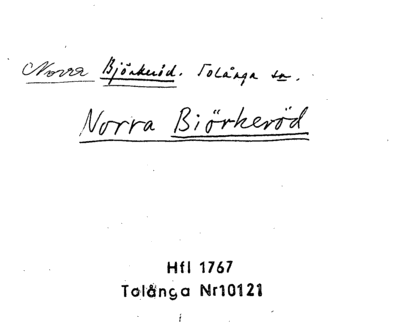 Norra Björkeröd. Tolånga sn.
Norra Biörkeröd
Hfl 1767
Tolånga Nr10121